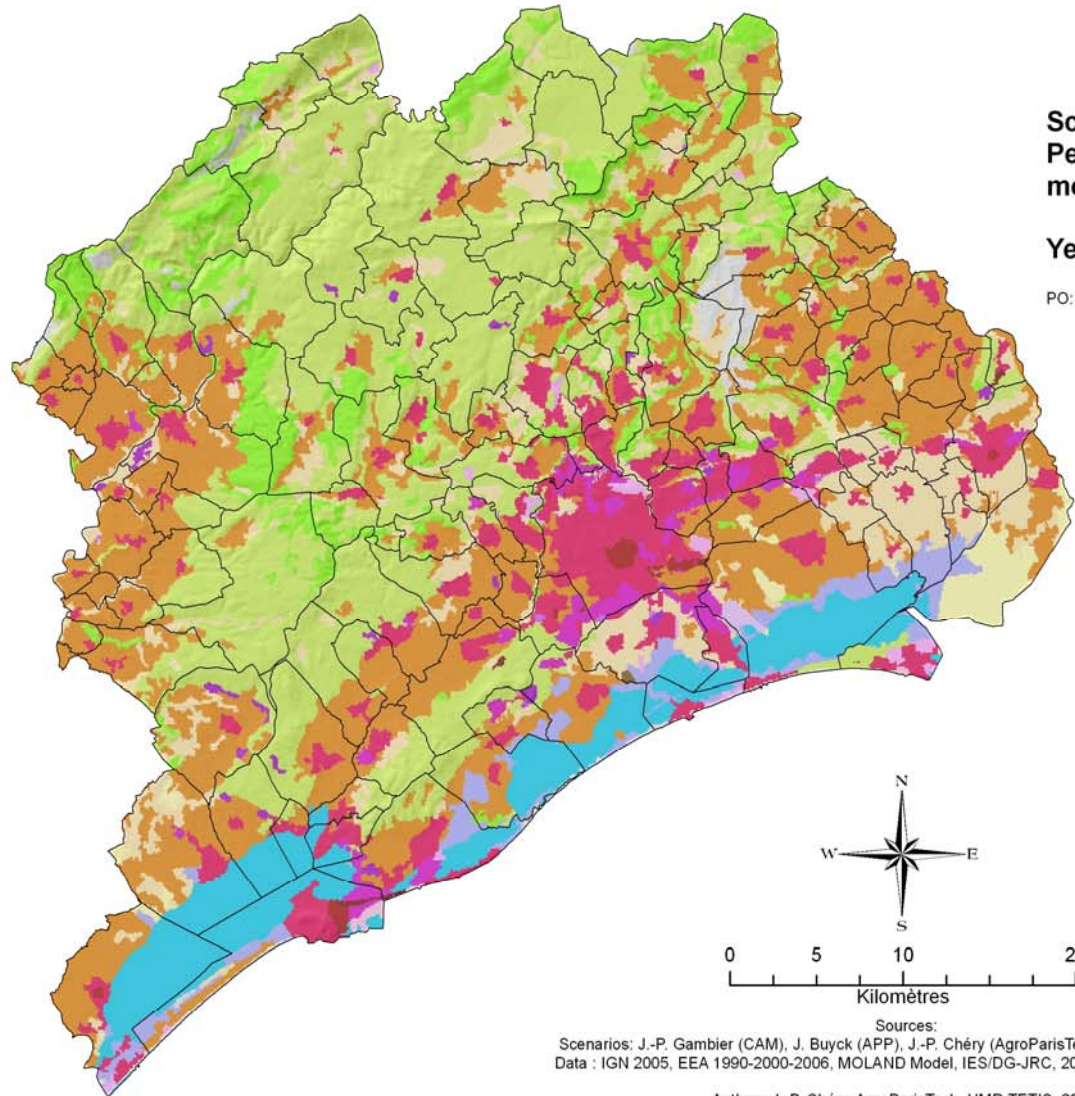 Pe
Ye
PO:
N
W E
S
0 5 10 2
Kilomètres
Sources:
Scenarios: J.-P. Gambier (CAM), J. Buyck (APP), J.-P. Chéry (AgroParisTe
Data : IGN 2005, EEA 1990-2000-2006, MOLAND Model, IES/DG-JRC, 20